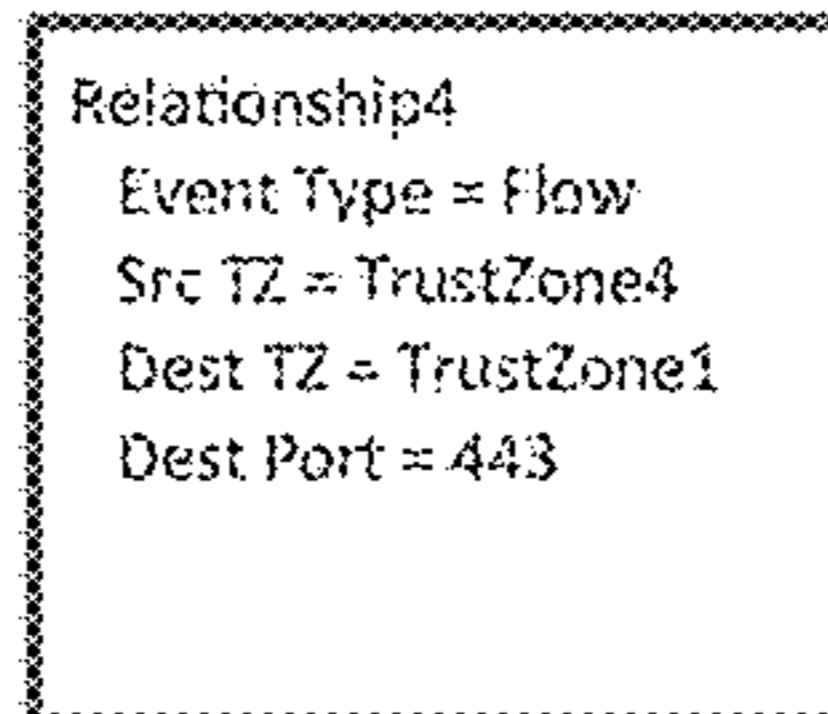 Relationship4
Event Type = Flow
Src TZ = TrustZone4
Dest TZ = TrustZone1
Dest Port = 443